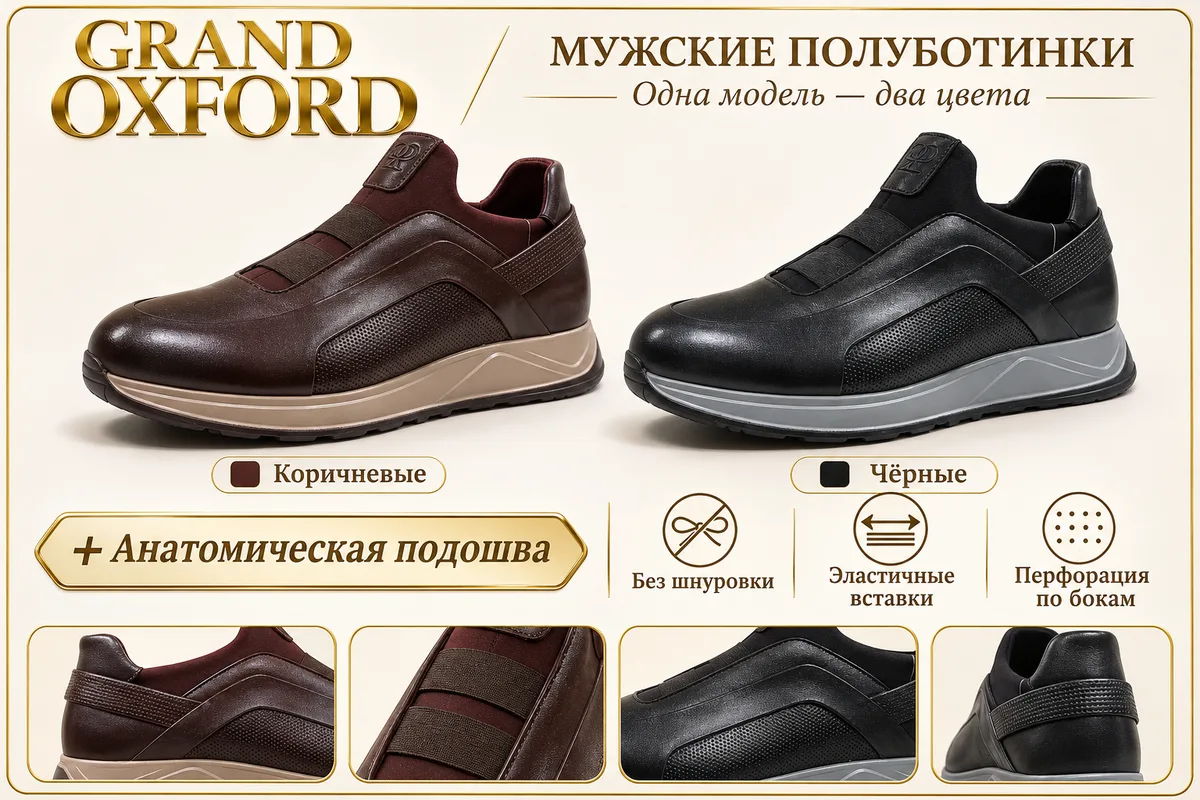 GRAND
OXFORD
МУЖСКИЕ ПОЛУБОТИНКИ
Одна модель — два цвета
Коричневые
Чёрные
+ Анатомическая подошва
Без шнуровки
Эластичные
вставки
Перфорация
по бокам